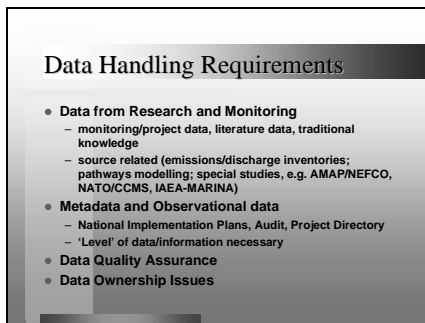 Data Handling Requirements
● Data from Research and Monitoring
– monitoring/project data, literature data, traditional
knowledge
– source related (emissions/discharge inventories;
pathways modelling; special studies, e.g. AMAP/NEFCO,
NATO/CCMS, IAEA-MARINA)
● Metadata and Observational data
– National Implementation Plans, Audit, Project Directory
– ‘Level’ of data/information necessary
● Data Quality Assurance
● Data Ownership Issues